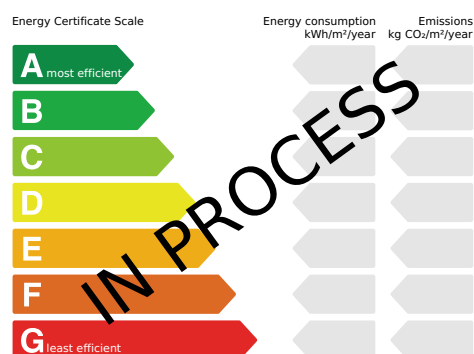 Energy Certificate Scale
Energy consumption
kWh/m²/year
Emissions
kg CO₂/m²/year
A most efficient
B
C
D
E
F
G least efficient
IN PROCESS